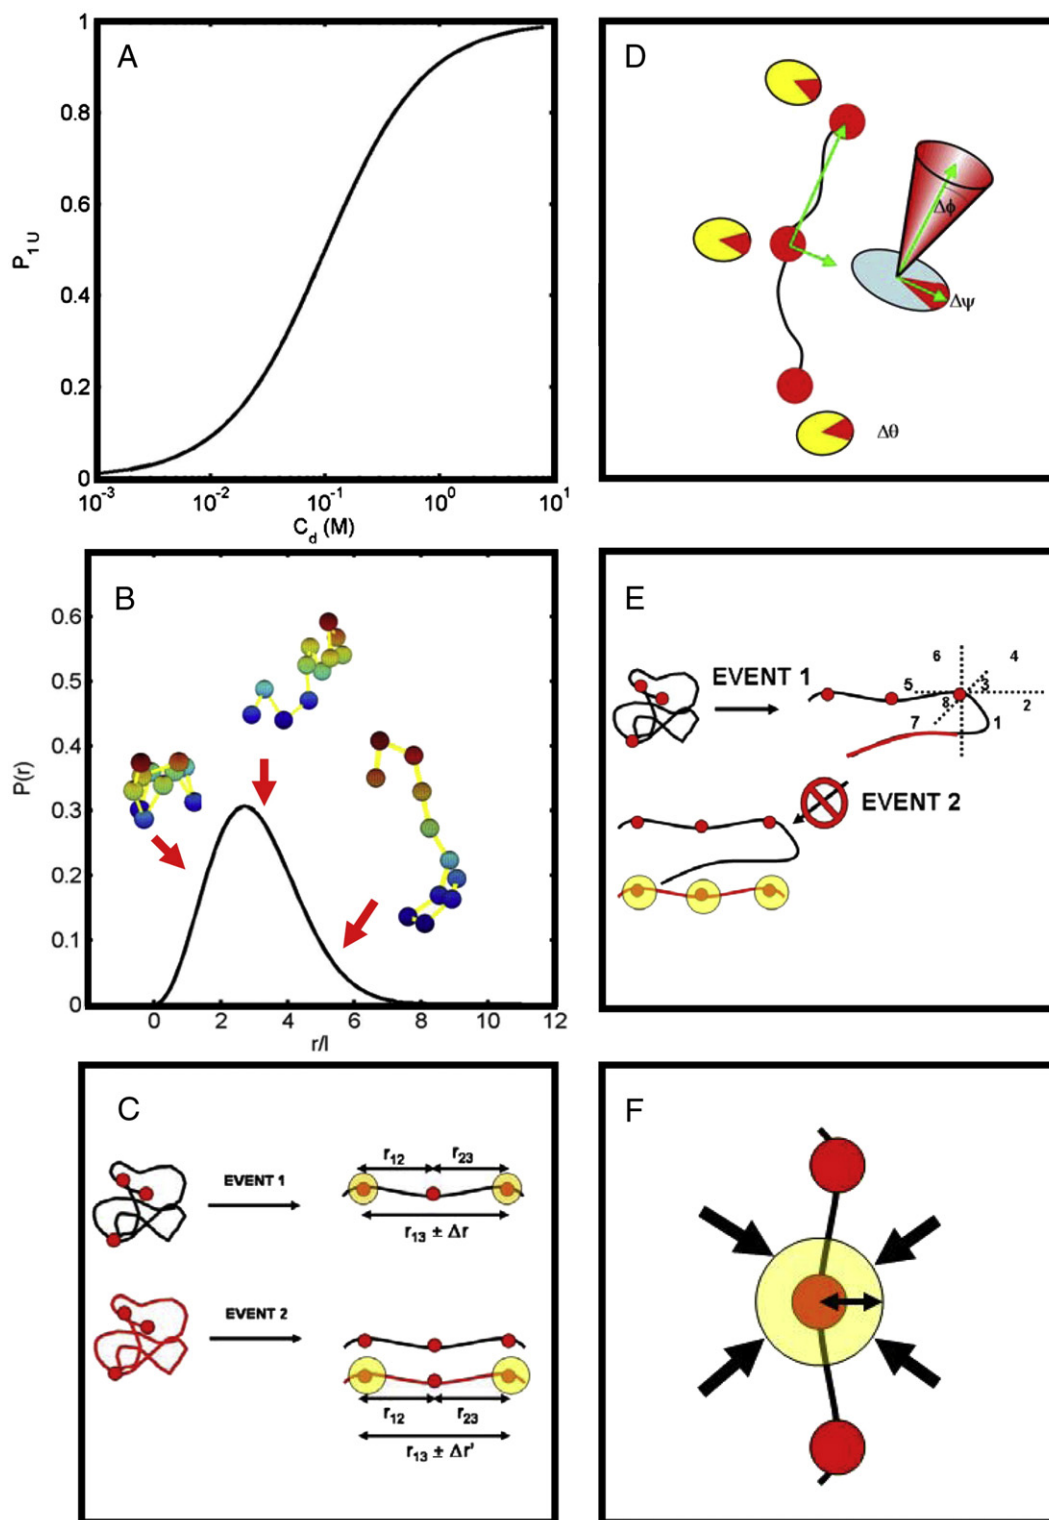 A
1
0.8
0.6
0.4
0.2
0
P1 U
10-3
10-2
10-1
100
101
Cd (M)
D
Δϕ
Δψ
Δθ
B
0.6
0.5
0.4
0.3
0.2
0.1
0
P(r)
0 2 4 6 8 10 12
r/l
E
EVENT 1
6 4
5 3
8 2
7 1
EVENT 2
C
EVENT 1
r12 r23
r13 ± Δr
EVENT 2
r12 r23
r13 ± Δr'
F